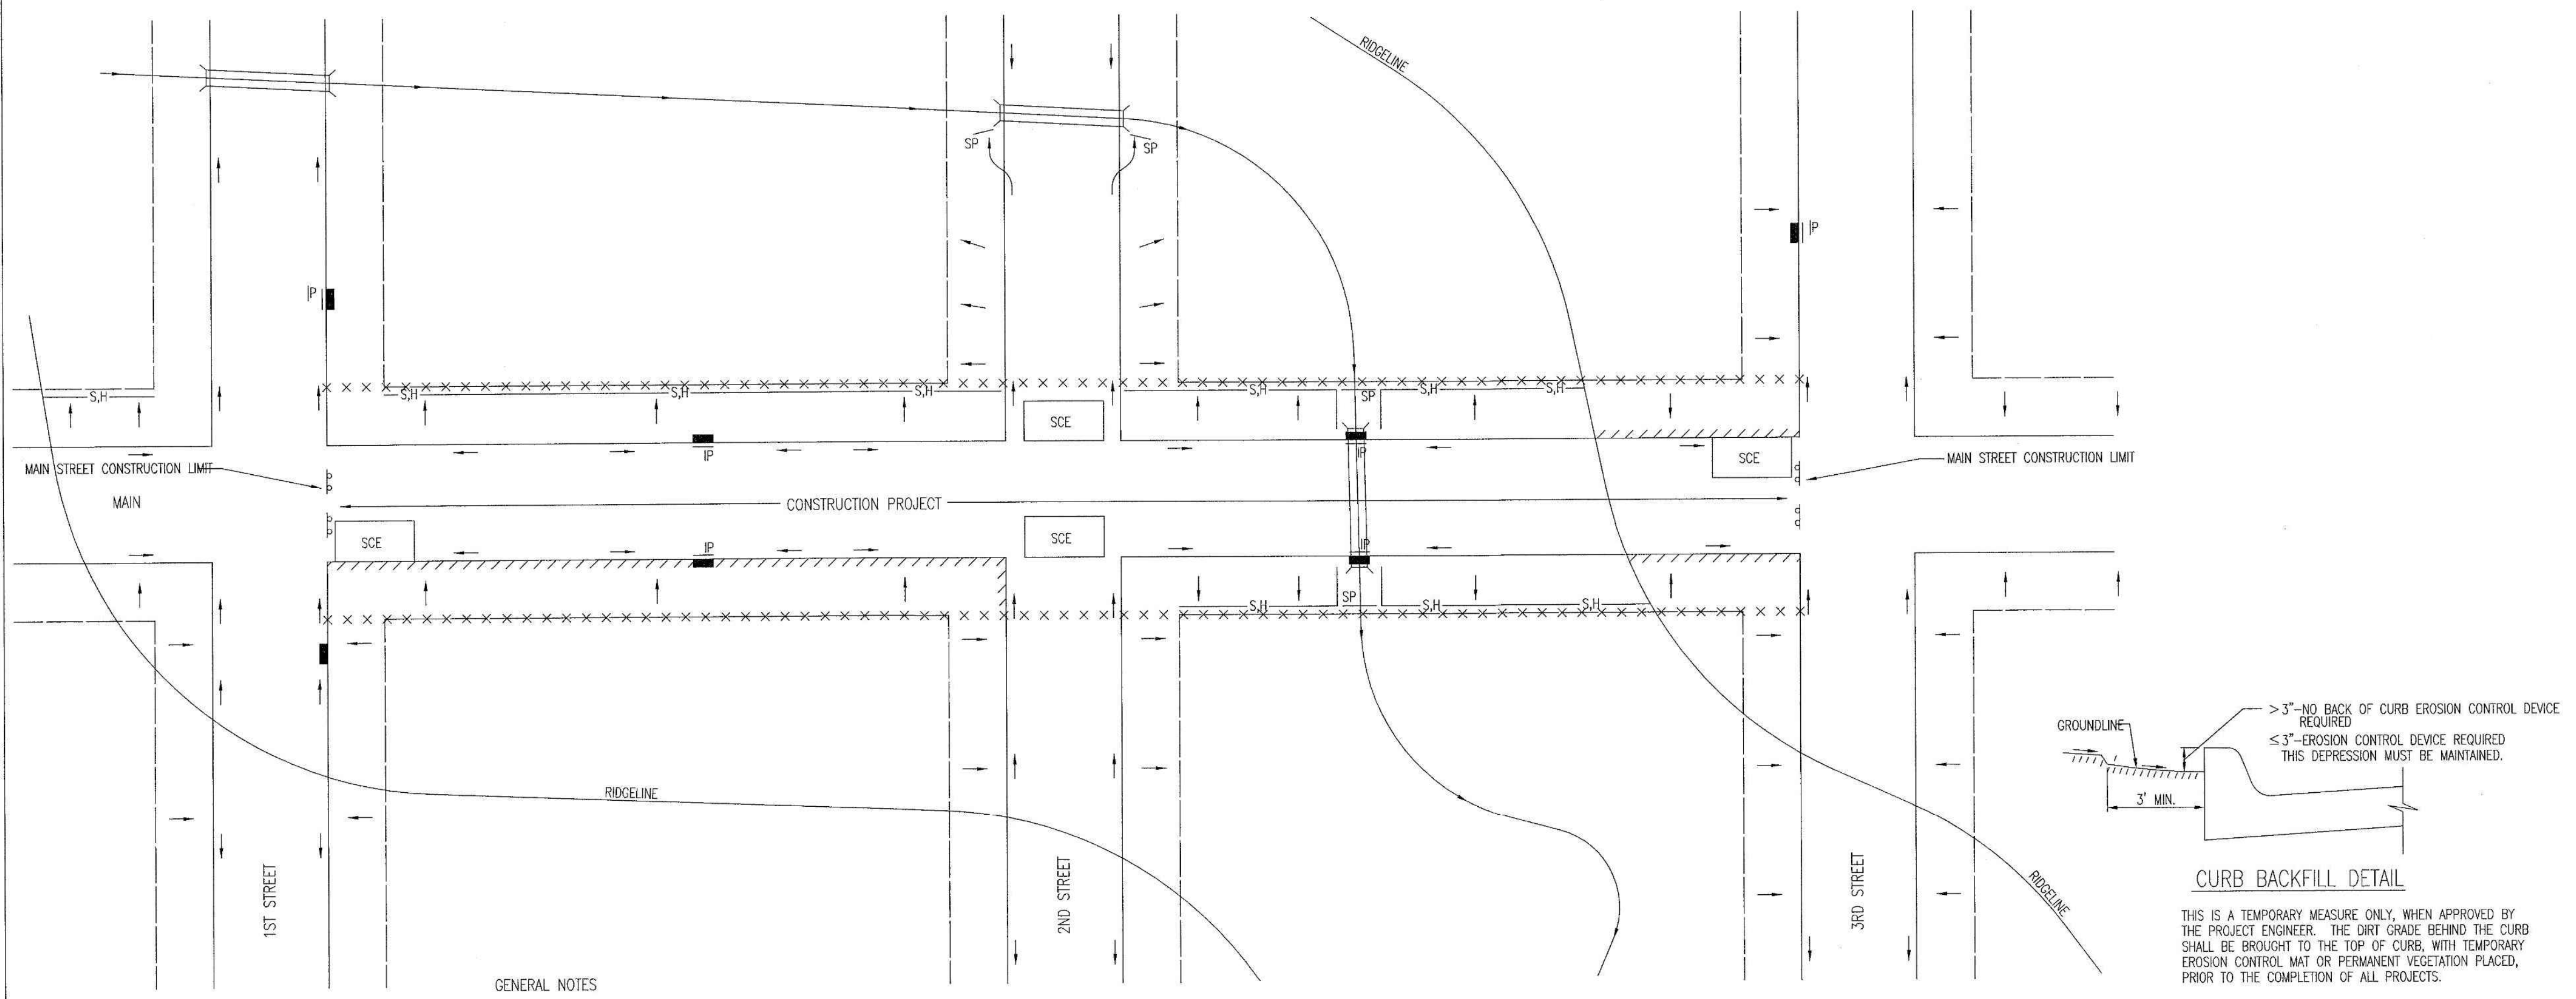 RIDGELINE
SP
SP
IP
IP
S,H
S,H
S,H
S,H
S,H
S,H
SP
S,H
SCE
IP
IP
SCE
MAIN STREET CONSTRUCTION LIMIT
MAIN STREET CONSTRUCTION LIMIT
MAIN
CONSTRUCTION PROJECT
SCE
SCE
IP
IP
S,H
SP
S,H
S,H
RIDGELINE
1ST STREET
2ND STREET
3RD STREET
RIDGELINE
GROUNDLINE
>3"-NO BACK OF CURB EROSION CONTROL DEVICE
REQUIRED
≤3"-EROSION CONTROL DEVICE REQUIRED
THIS DEPRESSION MUST BE MAINTAINED.
3' MIN.
CURB BACKFILL DETAIL
THIS IS A TEMPORARY MEASURE ONLY, WHEN APPROVED BY
THE PROJECT ENGINEER. THE DIRT GRADE BEHIND THE CURB
SHALL BE BROUGHT TO THE TOP OF CURB, WITH TEMPORARY
EROSION CONTROL MAT OR PERMANENT VEGETATION PLACED,
PRIOR TO THE COMPLETION OF ALL PROJECTS.
GENERAL NOTES